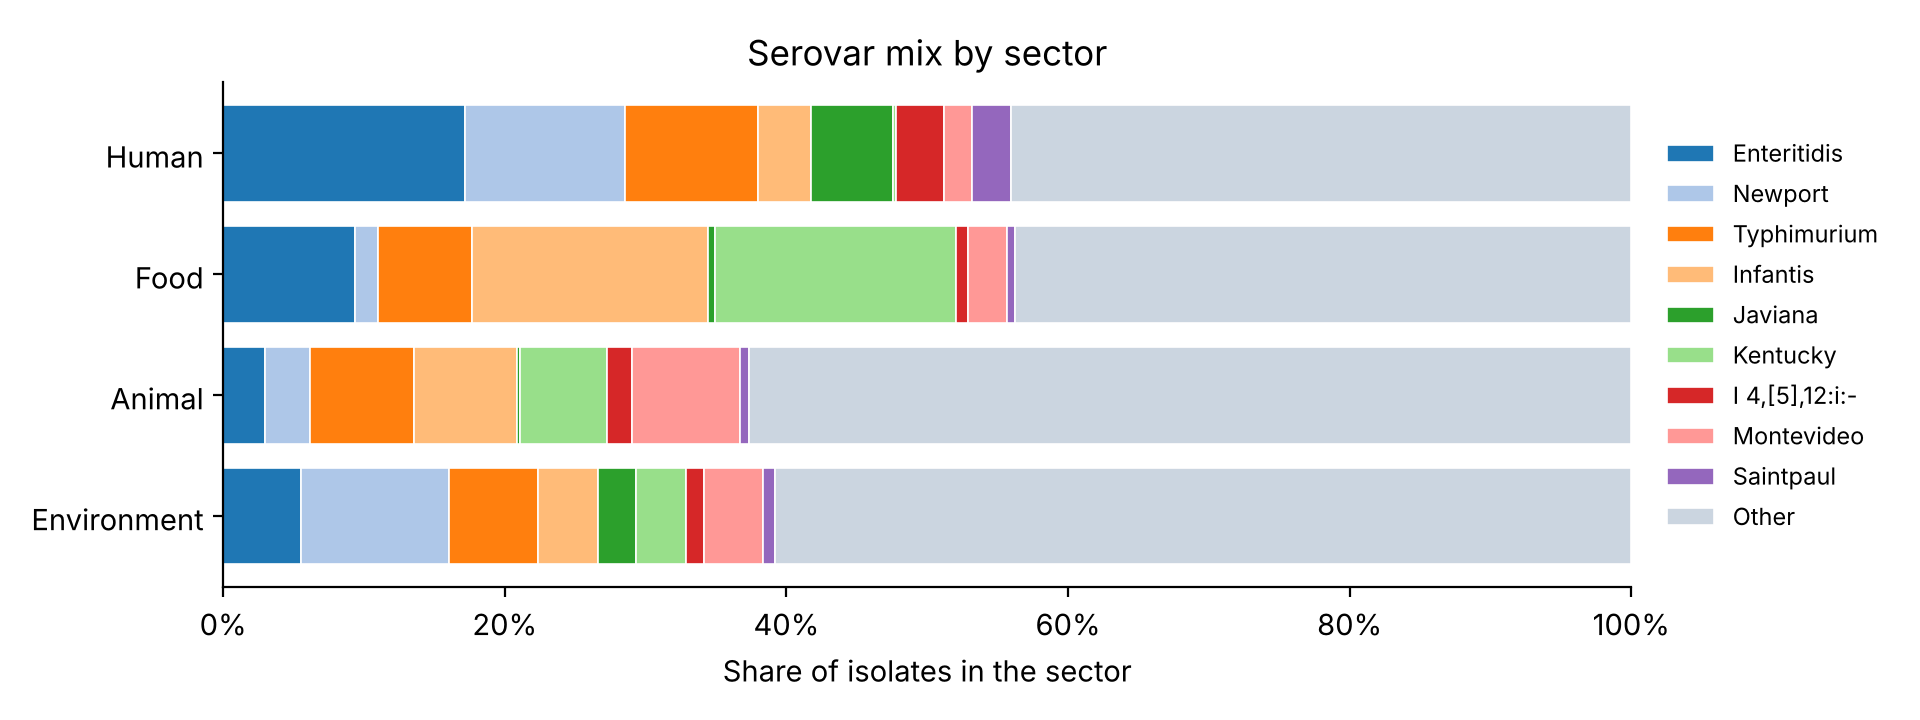 Serovar mix by sector
Human
Food
Animal
Environment
0%
20%
40%
60%
80%
100%
Share of isolates in the sector
Enteritidis
Newport
Typhimurium
Infantis
Javiana
Kentucky
I 4,[5],12:i:-
Montevideo
Saintpaul
Other